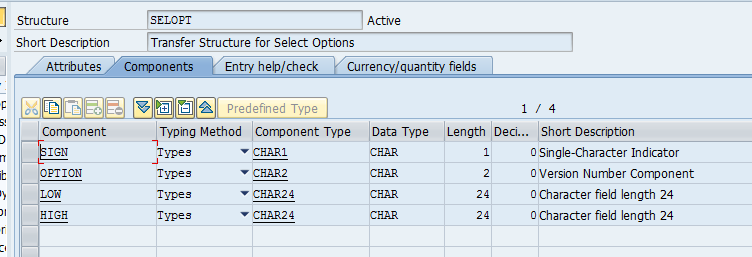 Structure SELOPT Active
Short Description Transfer Structure for Select Options
Attributes Components Entry help/check Currency/quantity fields
Predefined Type 1 / 4
Component Typing Method Component Type Data Type Length Deci... Short Description
SIGN Types CHAR1 CHAR 1 0 Single-Character Indicator
OPTION Types CHAR2 CHAR 2 0 Version Number Component
LOW Types CHAR24 CHAR 24 0 Character field length 24
HIGH Types CHAR24 CHAR 24 0 Character field length 24